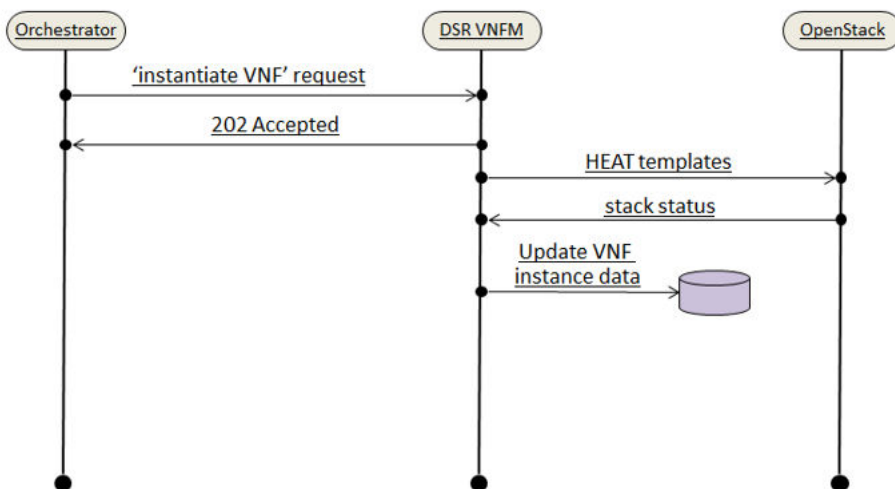 Orchestrator
DSR VNFM
OpenStack
‘instantiate VNF’ request
202 Accepted
HEAT templates
stack status
Update VNF
instance data